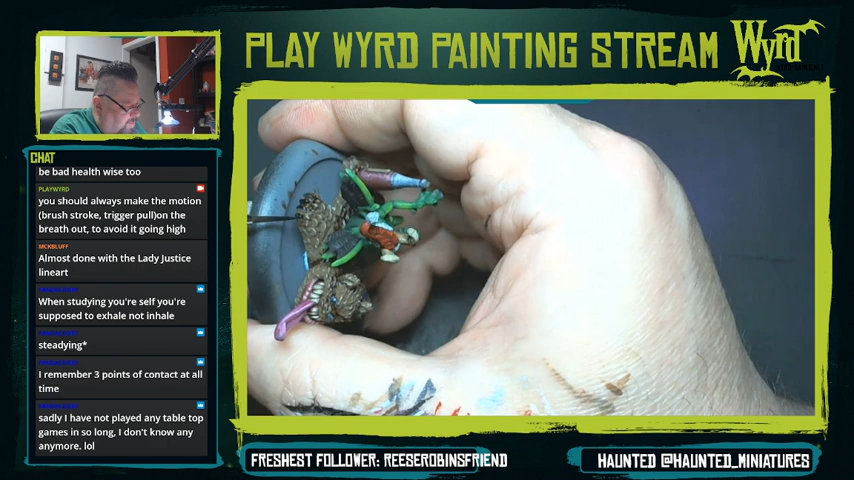 PLAY WYRD PAINTING STREAM
Wyrd
CHAT
be bad health wise too
PLAYWYRD
you should always make the motion
(brush stroke, trigger pull)on the
breath out, to avoid it going high
MCKBLUFF
Almost done with the Lady Justice
lineart
When studying you're self you're
supposed to exhale not inhale
steadying*
I remember 3 points of contact at all
time
sadly I have not played any table top
games in so long, I don't know any
anymore. lol
FRESHEST FOLLOWER: REESEROBINSFRIEND
HAUNTED @HAUNTED_MINIATURES